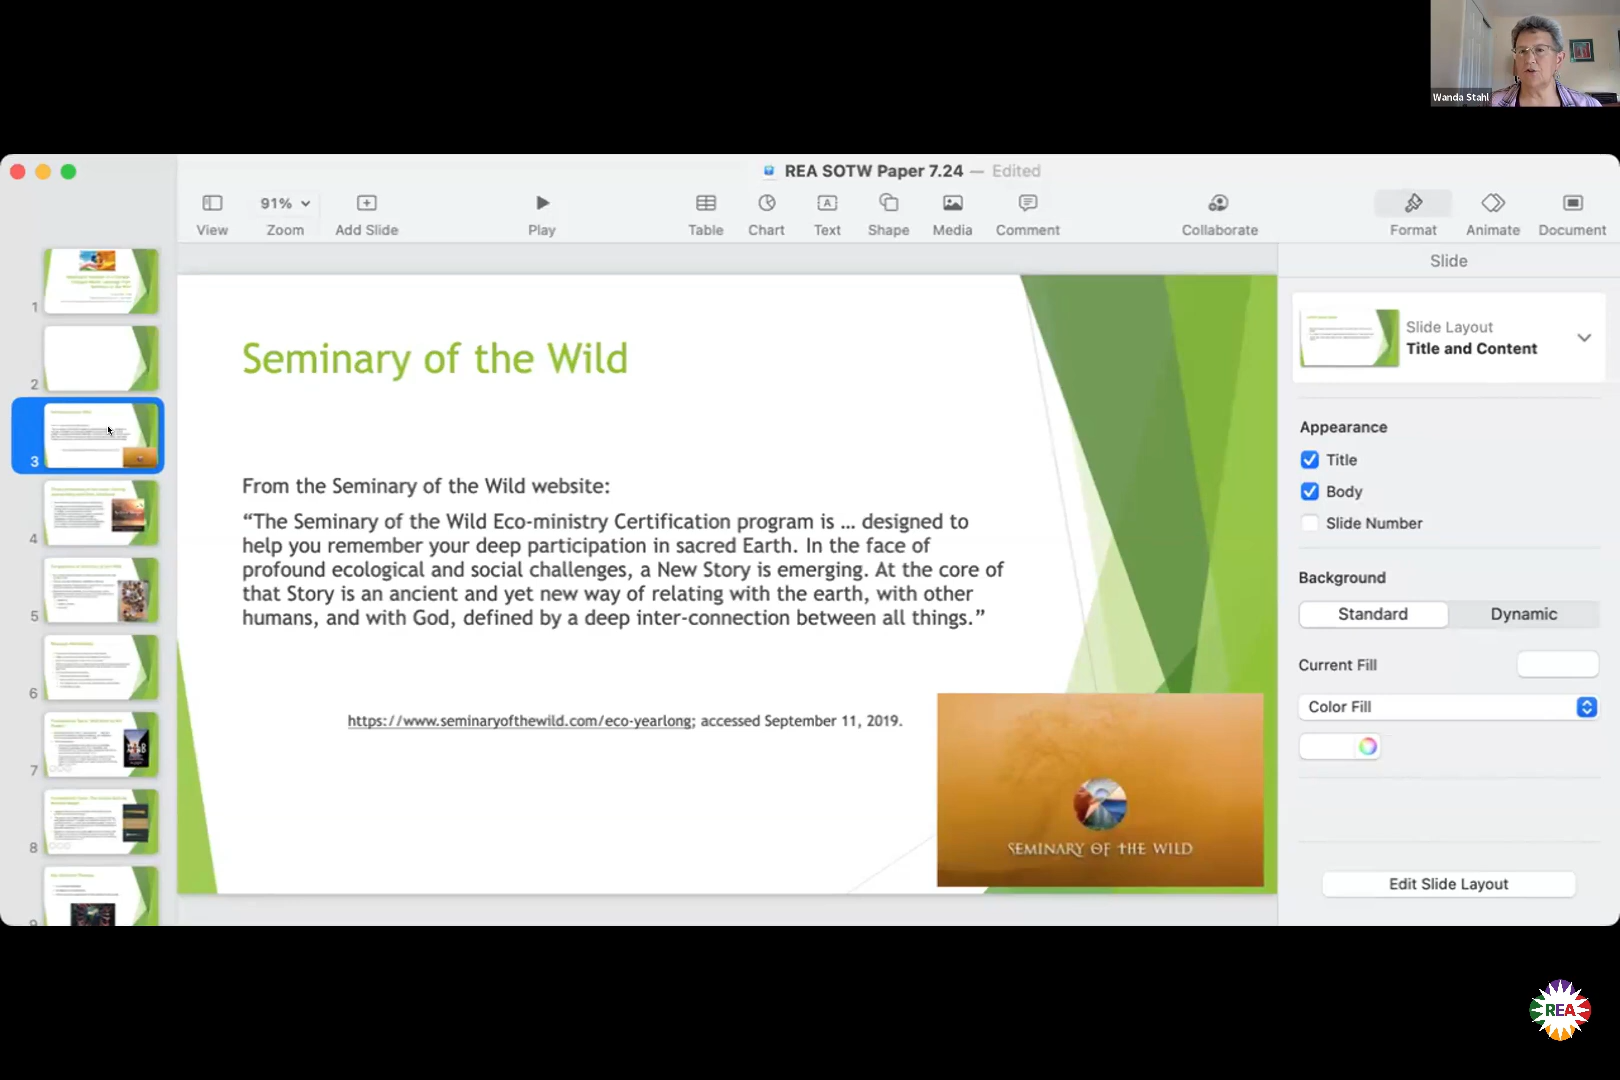 Wanda Stahl
REA SOTW Paper 7.24 — Edited
91%
View
Zoom
Add Slide
Play
Table
Chart
Text
Shape
Media
Comment
Collaborate
Format
Animate
Document
Slide
1
2
3
4
5
6
7
8
9
Seminary of the Wild
From the Seminary of the Wild website:
“The Seminary of the Wild Eco-ministry Certification program is … designed to
help you remember your deep participation in sacred Earth. In the face of
profound ecological and social challenges, a New Story is emerging. At the core of
that Story is an ancient and yet new way of relating with the earth, with other
humans, and with God, defined by a deep inter-connection between all things.”
https://www.seminaryofthewild.com/eco-yearlong; accessed September 11, 2019.
SEMINARY OF THE WILD
Slide Layout
Title and Content
Appearance
Title
Body
Slide Number
Background
Standard
Dynamic
Current Fill
Color Fill
Edit Slide Layout
REA